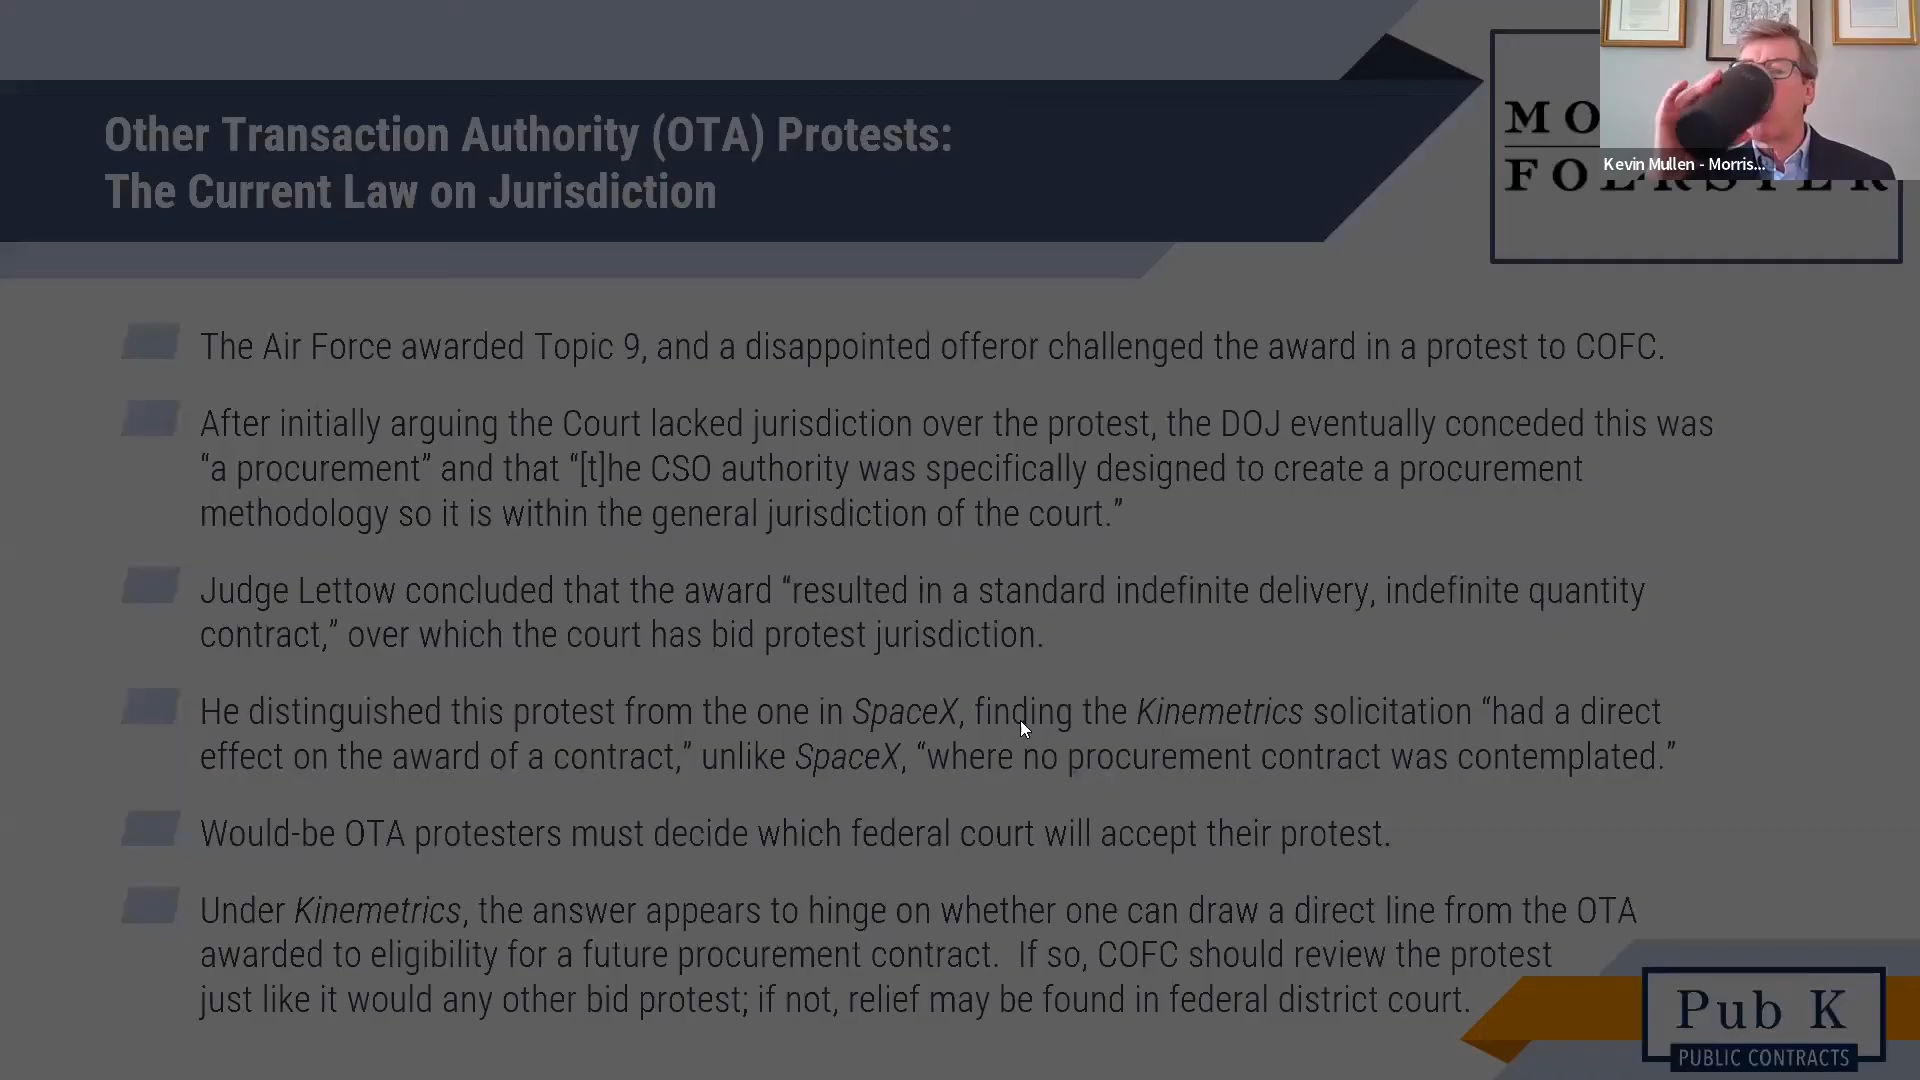 Other Transaction Authority (OTA) Protests:
The Current Law on Jurisdiction
MO
FOERSTER
Kevin Mullen - Morris...
The Air Force awarded Topic 9, and a disappointed offeror challenged the award in a protest to COFC.
After initially arguing the Court lacked jurisdiction over the protest, the DOJ eventually conceded this was
“a procurement” and that “[t]he CSO authority was specifically designed to create a procurement
methodology so it is within the general jurisdiction of the court.”
Judge Lettow concluded that the award “resulted in a standard indefinite delivery, indefinite quantity
contract,” over which the court has bid protest jurisdiction.
He distinguished this protest from the one in SpaceX, finding the Kinemetrics solicitation “had a direct
effect on the award of a contract,” unlike SpaceX, “where no procurement contract was contemplated.”
Would-be OTA protesters must decide which federal court will accept their protest.
Under Kinemetrics, the answer appears to hinge on whether one can draw a direct line from the OTA
awarded to eligibility for a future procurement contract. If so, COFC should review the protest
just like it would any other bid protest; if not, relief may be found in federal district court.
Pub K
PUBLIC CONTRACTS